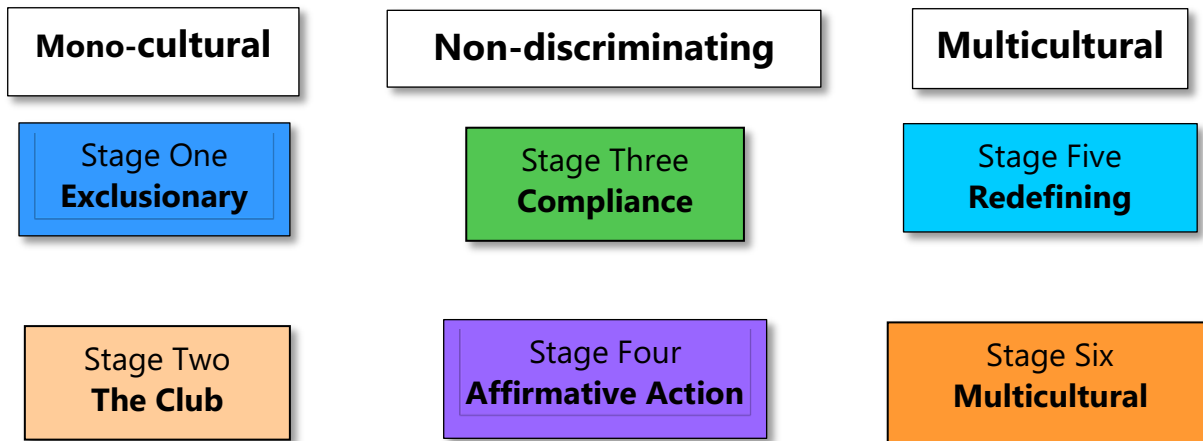 Mono-cultural
Non-discriminating
Multicultural
Stage One
Exclusionary
Stage Three
Compliance
Stage Five
Redefining
Stage Two
The Club
Stage Four
Affirmative Action
Stage Six
Multicultural